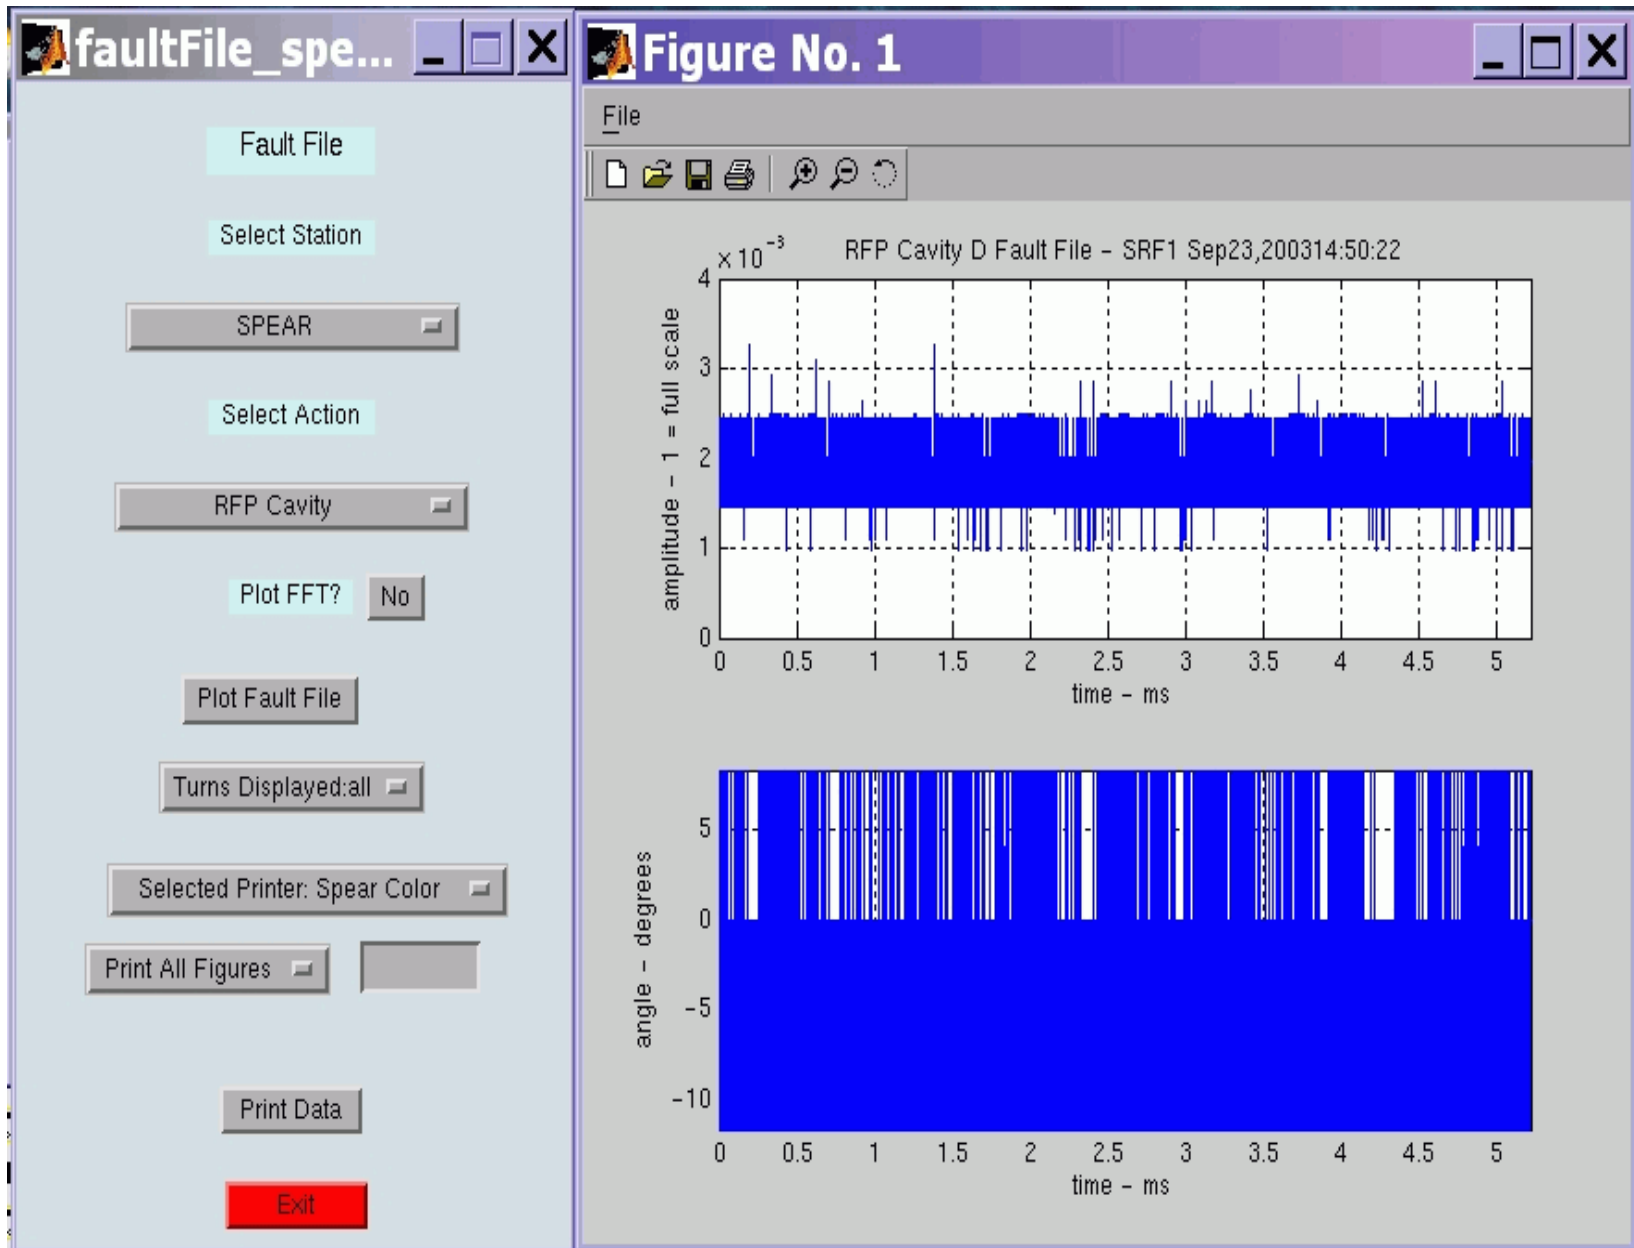 faultFile_spe...
Fault File
Select Station
SPEAR
Select Action
RFP Cavity
Plot FFT? No
Plot Fault File
Turns Displayed:all
Selected Printer: Spear Color
Print All Figures
Print Data
Exit
Figure No. 1
File
× 10⁻³
RFP Cavity D Fault File – SRF1 Sep23,200314:50:22
amplitude – 1 = full scale
4
3
2
1
0
0 0.5 1 1.5 2 2.5 3 3.5 4 4.5 5
time – ms
angle – degrees
5
0
–5
–10
0 0.5 1 1.5 2 2.5 3 3.5 4 4.5 5
time – ms